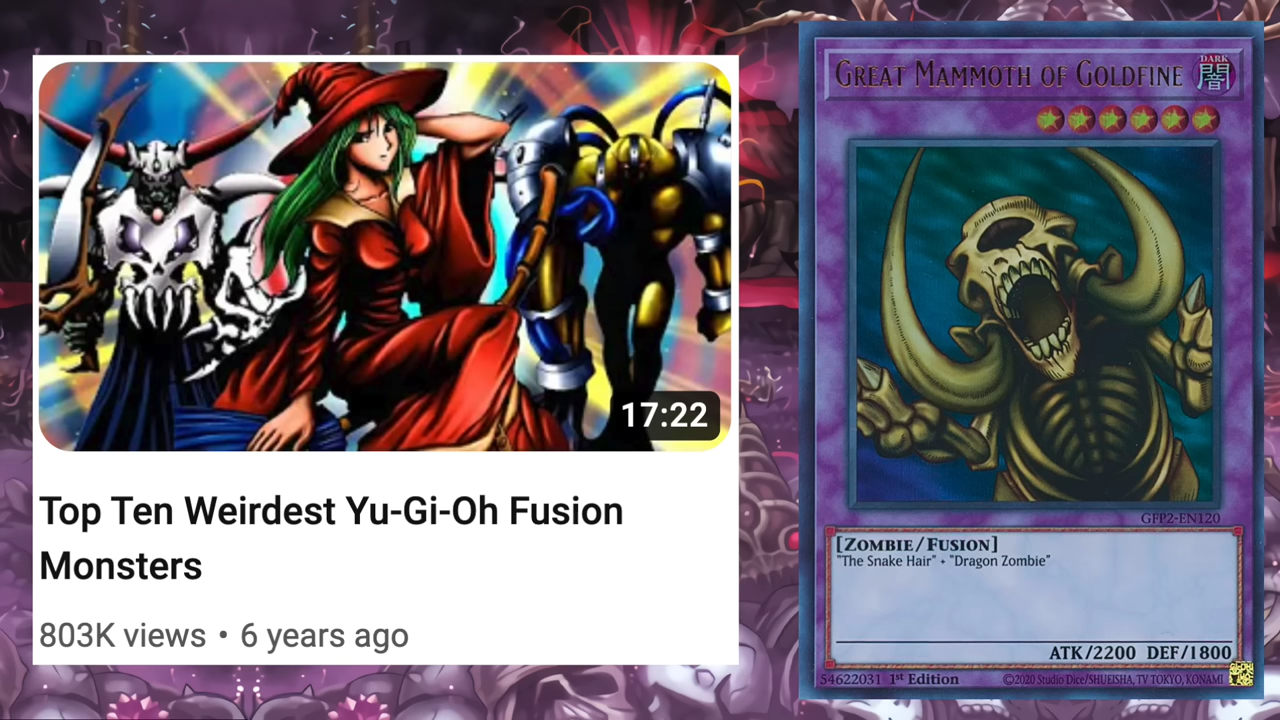 17:22
Top Ten Weirdest Yu-Gi-Oh Fusion
Monsters
803K views • 6 years ago
Great Mammoth of Goldfine
DARK
闇
GFP2-EN120
[Zombie/Fusion]
"The Snake Hair" + "Dragon Zombie"
ATK/2200 DEF/1800
54622031 1st Edition ©2020 Studio Dice/SHUEISHA, TV TOKYO, KONAMI